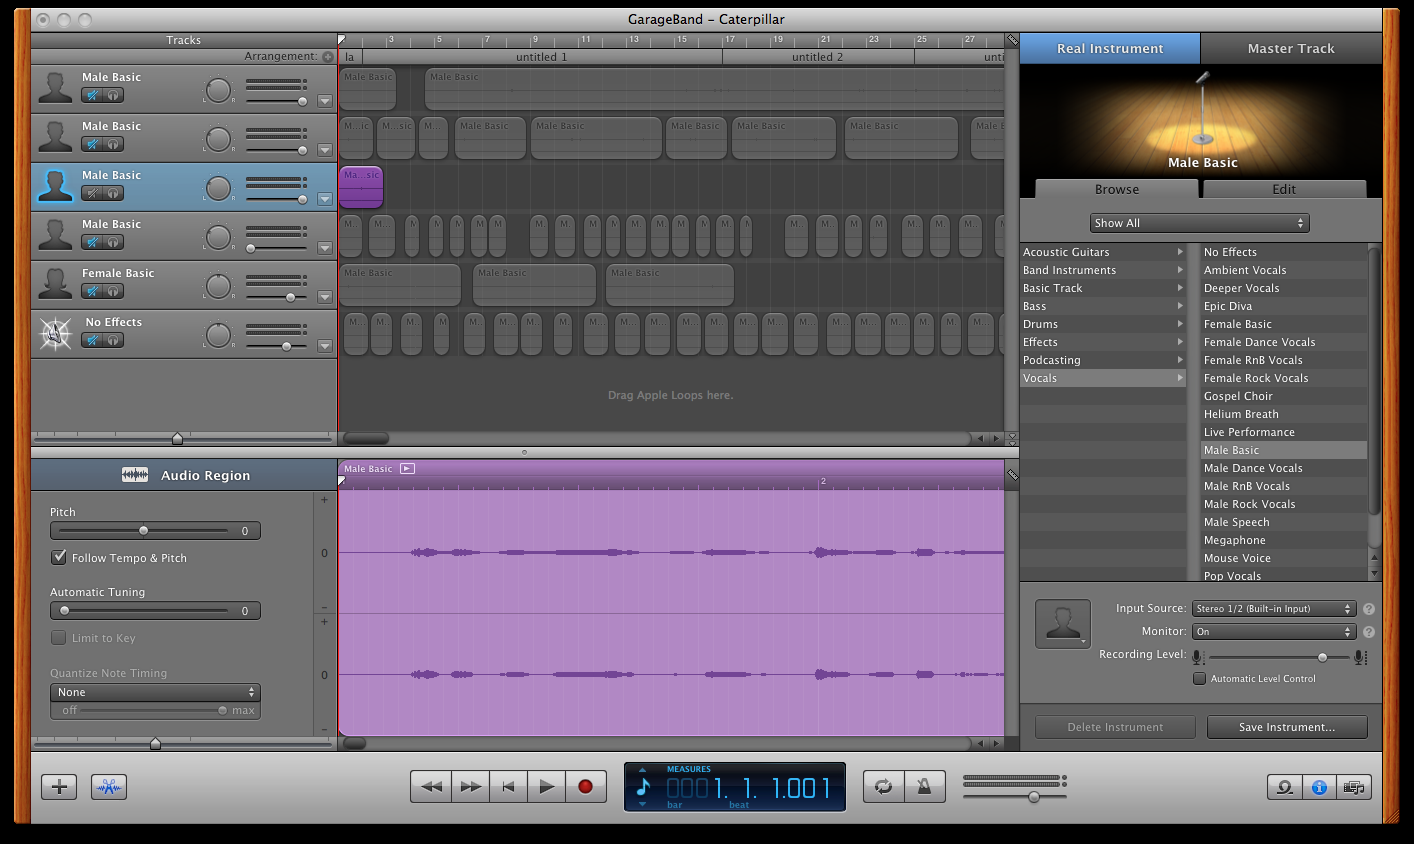 GarageBand – Caterpillar
Tracks
3 5 7 9 11 13 15 17 19 21 23 25 27
Arrangement:
la untitled 1 untitled 2 unti
Male Basic
L R
Male Basic Male Basic
Male Basic
L R
M...ic M...sic M... Male Basic Male Basic Male Basic Male Basic Male Basic Male B
Male Basic
L R
Ma...sic
Male Basic
L R
M. M... M. M. M. M. M. M. M. M. M. M. M. M. M. M. M. M. M. M. M. M. M
Female Basic
L R
Male Basic Male Basic Male Basic
No Effects
L R
M... M. M. M. M. M... M. M. M... M... M... M... M... M... M... M... M... M... M... M... M
Drag Apple Loops here.
Audio Region
Male Basic
2
Pitch
0
Follow Tempo & Pitch
Automatic Tuning
0
Limit to Key
Quantize Note Timing
None
off max
+
0
–
+
0
–
Real Instrument Master Track
Male Basic
Browse Edit
Show All
Acoustic Guitars
Band Instruments
Basic Track
Bass
Drums
Effects
Podcasting
Vocals
No Effects
Ambient Vocals
Deeper Vocals
Epic Diva
Female Basic
Female Dance Vocals
Female RnB Vocals
Female Rock Vocals
Gospel Choir
Helium Breath
Live Performance
Male Basic
Male Dance Vocals
Male RnB Vocals
Male Rock Vocals
Male Speech
Megaphone
Mouse Voice
Pop Vocals
Input Source: Stereo 1/2 (Built-in Input) ?
Monitor: On ?
Recording Level:
Automatic Level Control
Delete Instrument Save Instrument...
MEASURES
0001. 1. 1.001
bar beat